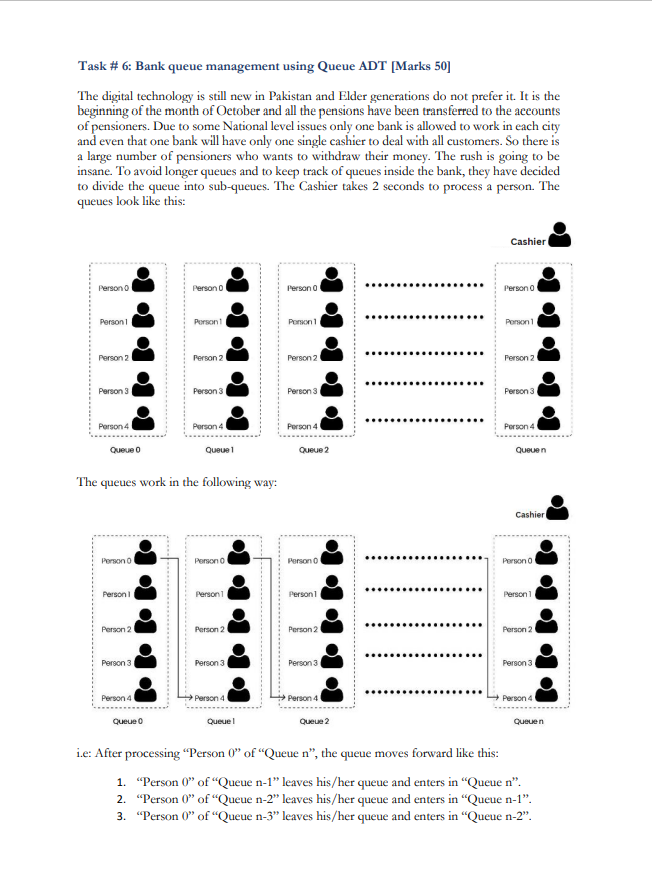 Task # 6: Bank queue management using Queue ADT [Marks 50]
The digital technology is still new in Pakistan and Elder generations do not prefer it. It is the
beginning of the month of October and all the pensions have been transferred to the accounts
of pensioners. Due to some National level issues only one bank is allowed to work in each city
and even that one bank will have only one single cashier to deal with all customers. So there is
a large number of pensioners who wants to withdraw their money. The rush is going to be
insane. To avoid longer queues and to keep track of queues inside the bank, they have decided
to divide the queue into sub-queues. The Cashier takes 2 seconds to process a person. The
queues look like this:
Cashier
Person 0 Person 0 Person 0 Person 0
Person 1 Person 1 Person 1 Person 1
Person 2 Person 2 Person 2 Person 2
Person 3 Person 3 Person 3 Person 3
Person 4 Person 4 Person 4 Person 4
Queue 0 Queue 1 Queue 2 Queue n
The queues work in the following way:
Cashier
Person 0 Person 0 Person 0 Person 0
Person 1 Person 1 Person 1 Person 1
Person 2 Person 2 Person 2 Person 2
Person 3 Person 3 Person 3 Person 3
Person 4 Person 4 Person 4 Person 4
Queue 0 Queue 1 Queue 2 Queue n
i.e: After processing “Person 0” of “Queue n”, the queue moves forward like this:
1. “Person 0” of “Queue n-1” leaves his/her queue and enters in “Queue n”.
2. “Person 0” of “Queue n-2” leaves his/her queue and enters in “Queue n-1”.
3. “Person 0” of “Queue n-3” leaves his/her queue and enters in “Queue n-2”.